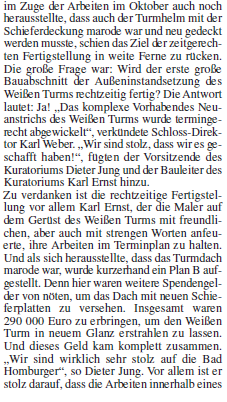 im Zuge der Arbeiten im Oktober auch noch
herausstellte, dass auch der Turmhelm mit der
Schieferdeckung marode war und neu gedeckt
werden musste, schien das Ziel der zeitgerech-
ten Fertigstellung in weite Ferne zu rücken.
Die große Frage war: Wird der erste große
Bauabschnitt der Außeninstandsetzung des
Weißen Turms rechtzeitig fertig? Die Antwort
lautet: Ja! „Das komplexe Vorhabendes Neu-
anstrichs des Weißen Turms wurde terminge-
recht abgewickelt“, verkündete Schloss-Direk-
tor Karl Weber. „Wir sind stolz, dass wir es ge-
schafft haben!“, fügten der Vorsitzende des
Kuratoriums Dieter Jung und der Bauleiter des
Kuratoriums Karl Ernst hinzu.
Zu verdanken ist die rechtzeitige Fertigstel-
lung vor allem Karl Ernst, der die Maler auf
dem Gerüst des Weißen Turms mit freundli-
chen, aber auch mit strengen Worten anfeu-
erte, ihre Arbeiten im Terminplan zu halten.
Und als sich herausstellte, dass das Turmdach
marode war, wurde kurzerhand ein Plan B auf-
gestellt. Denn hier waren weitere Spendengel-
der von nöten, um das Dach mit neuen Schie-
ferplatten zu versehen. Insgesamt waren
290 000 Euro zu erbringen, um den Weißen
Turm in neuem Glanz erstrahlen zu lassen.
Und dieses Geld kam komplett zusammen.
„Wir sind wirklich sehr stolz auf die Bad
Homburger“, so Dieter Jung. Vor allem ist er
stolz darauf, dass die Arbeiten innerhalb eines